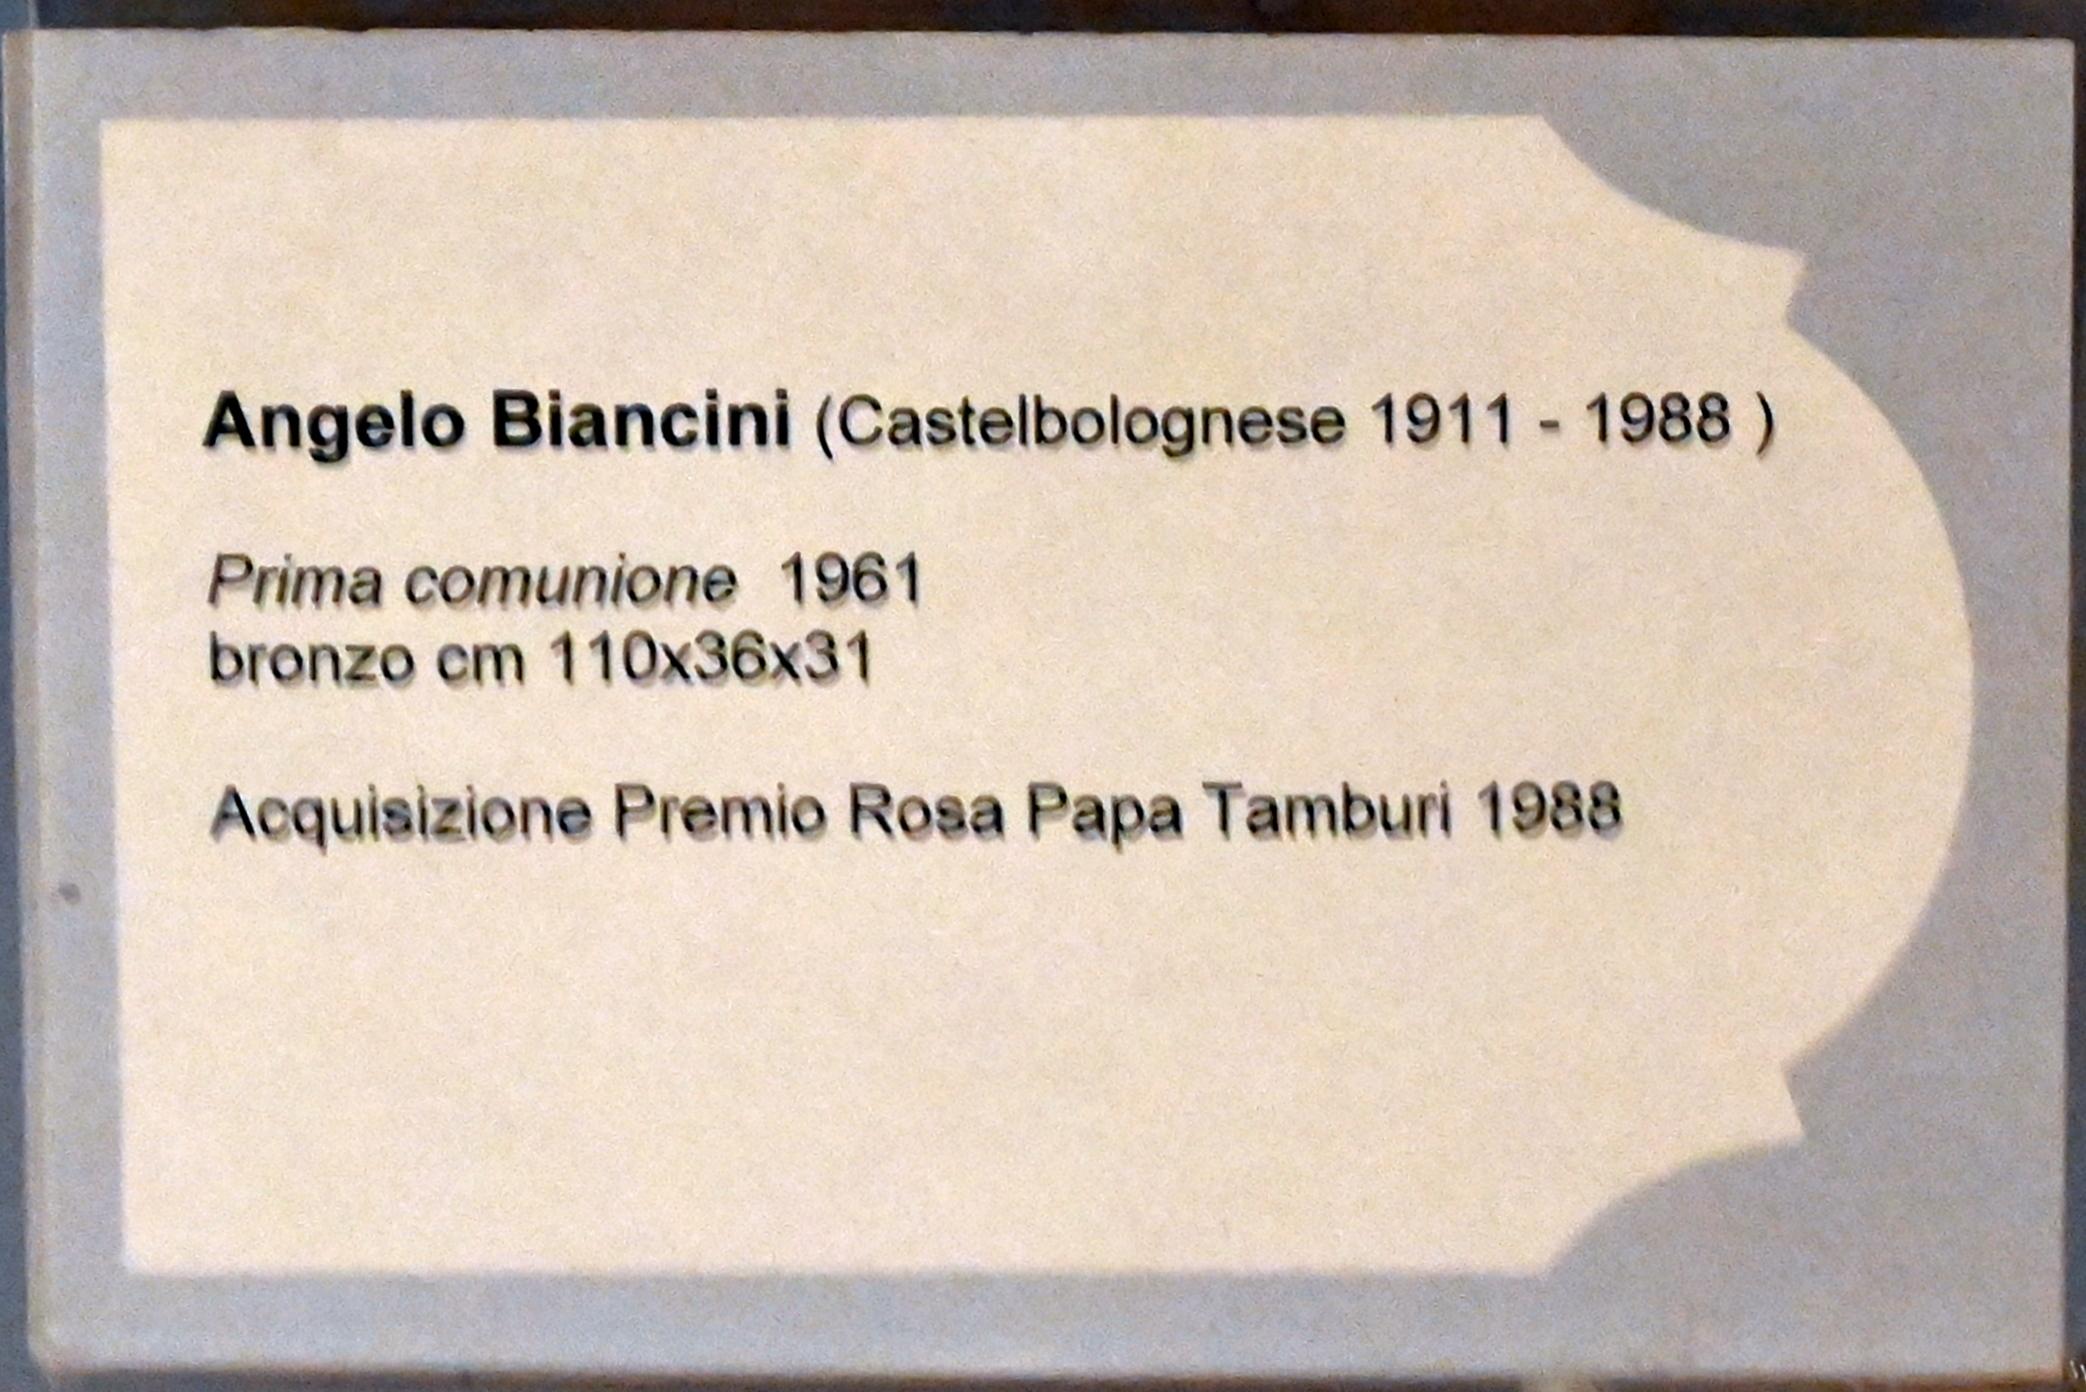 Angelo Biancini (Castelbolognese 1911 - 1988 )
Prima comunione 1961
bronzo cm 110x36x31
Acquisizione Premio Rosa Papa Tamburi 1988